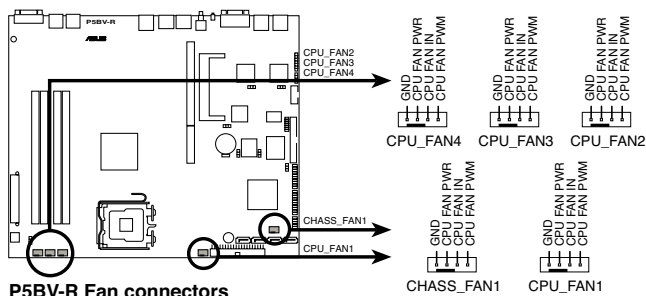 P5BV-R
ASUS
CPU_FAN2
CPU_FAN3
CPU_FAN4
GND
CPU FAN PWR
CPU FAN IN
CPU FAN PWM
CPU_FAN4
GND
CPU FAN PWR
CPU FAN IN
CPU FAN PWM
CPU_FAN3
GND
CPU FAN PWR
CPU FAN IN
CPU FAN PWM
CPU_FAN2
CHASS_FAN1
CPU_FAN1
GND
CPU FAN PWR
CPU FAN IN
CPU FAN PWM
CHASS_FAN1
GND
CPU FAN PWR
CPU FAN IN
CPU FAN PWM
CPU_FAN1
P5BV-R Fan connectors